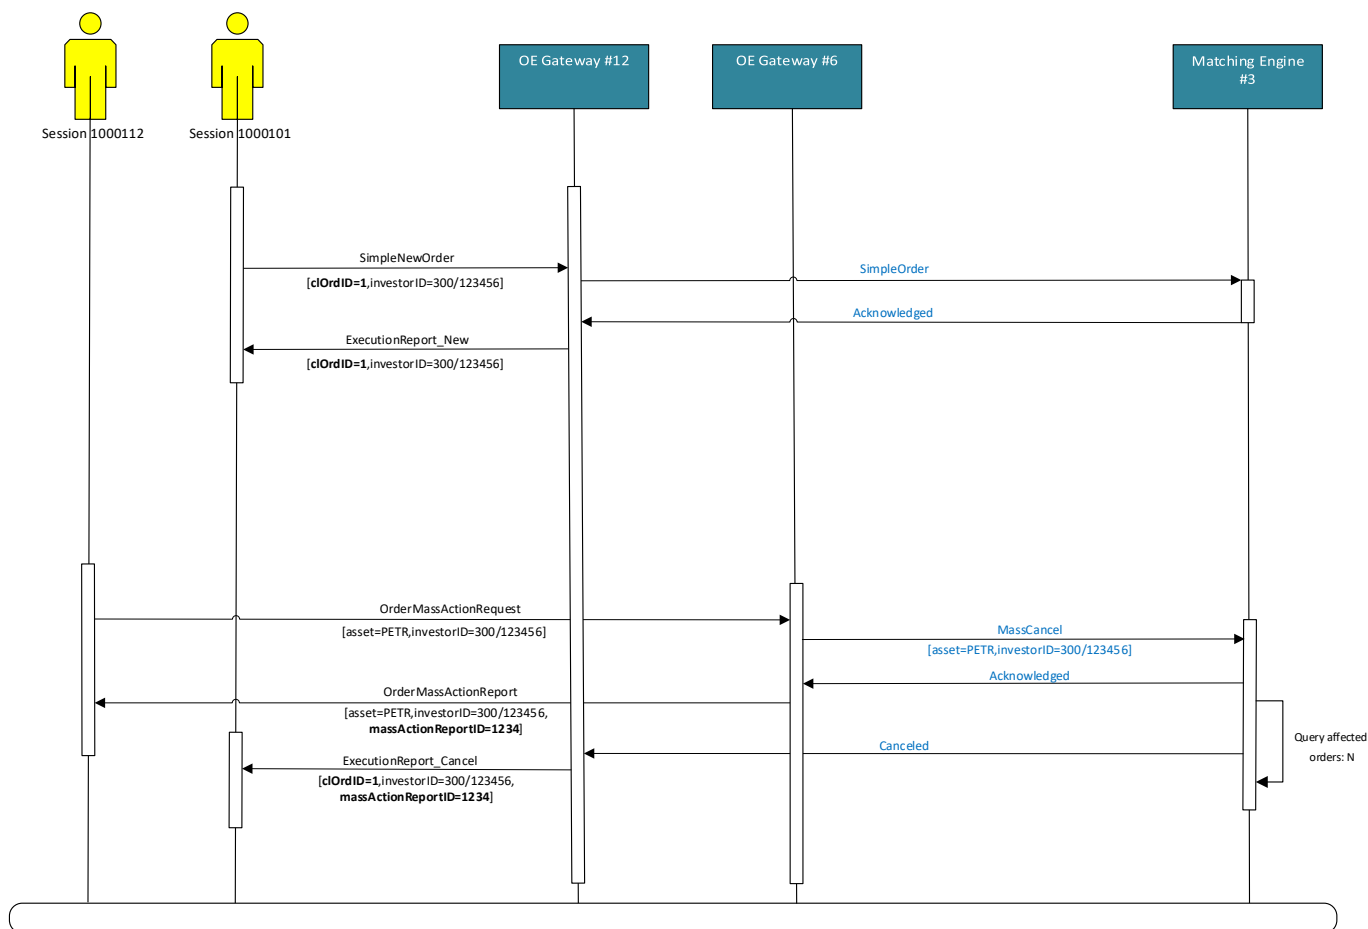 OE Gateway #12
OE Gateway #6
Matching Engine
#3
Session 1000112
Session 1000101
SimpleNewOrder
[clOrdID=1,investorID=300/123456]
SimpleOrder
Acknowledged
ExecutionReport_New
[clOrdID=1,investorID=300/123456]
OrderMassActionRequest
[asset=PETR,investorID=300/123456]
MassCancel
[asset=PETR,investorID=300/123456]
Acknowledged
OrderMassActionReport
[asset=PETR,investorID=300/123456,
massActionReportID=1234]
Query affected
orders: N
Canceled
ExecutionReport_Cancel
[clOrdID=1,investorID=300/123456,
massActionReportID=1234]